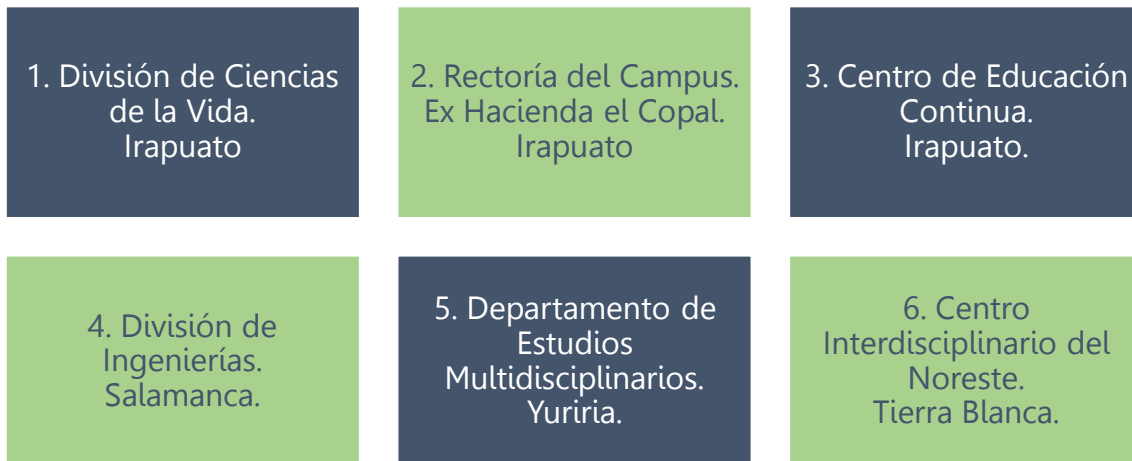 1. División de Ciencias
de la Vida.
Irapuato
2. Rectoría del Campus.
Ex Hacienda el Copal.
Irapuato
3. Centro de Educación
Continua.
Irapuato.
4. División de
Ingenierías.
Salamanca.
5. Departamento de
Estudios
Multidisciplinarios.
Yuriria.
6. Centro
Interdisciplinario del
Noreste.
Tierra Blanca.